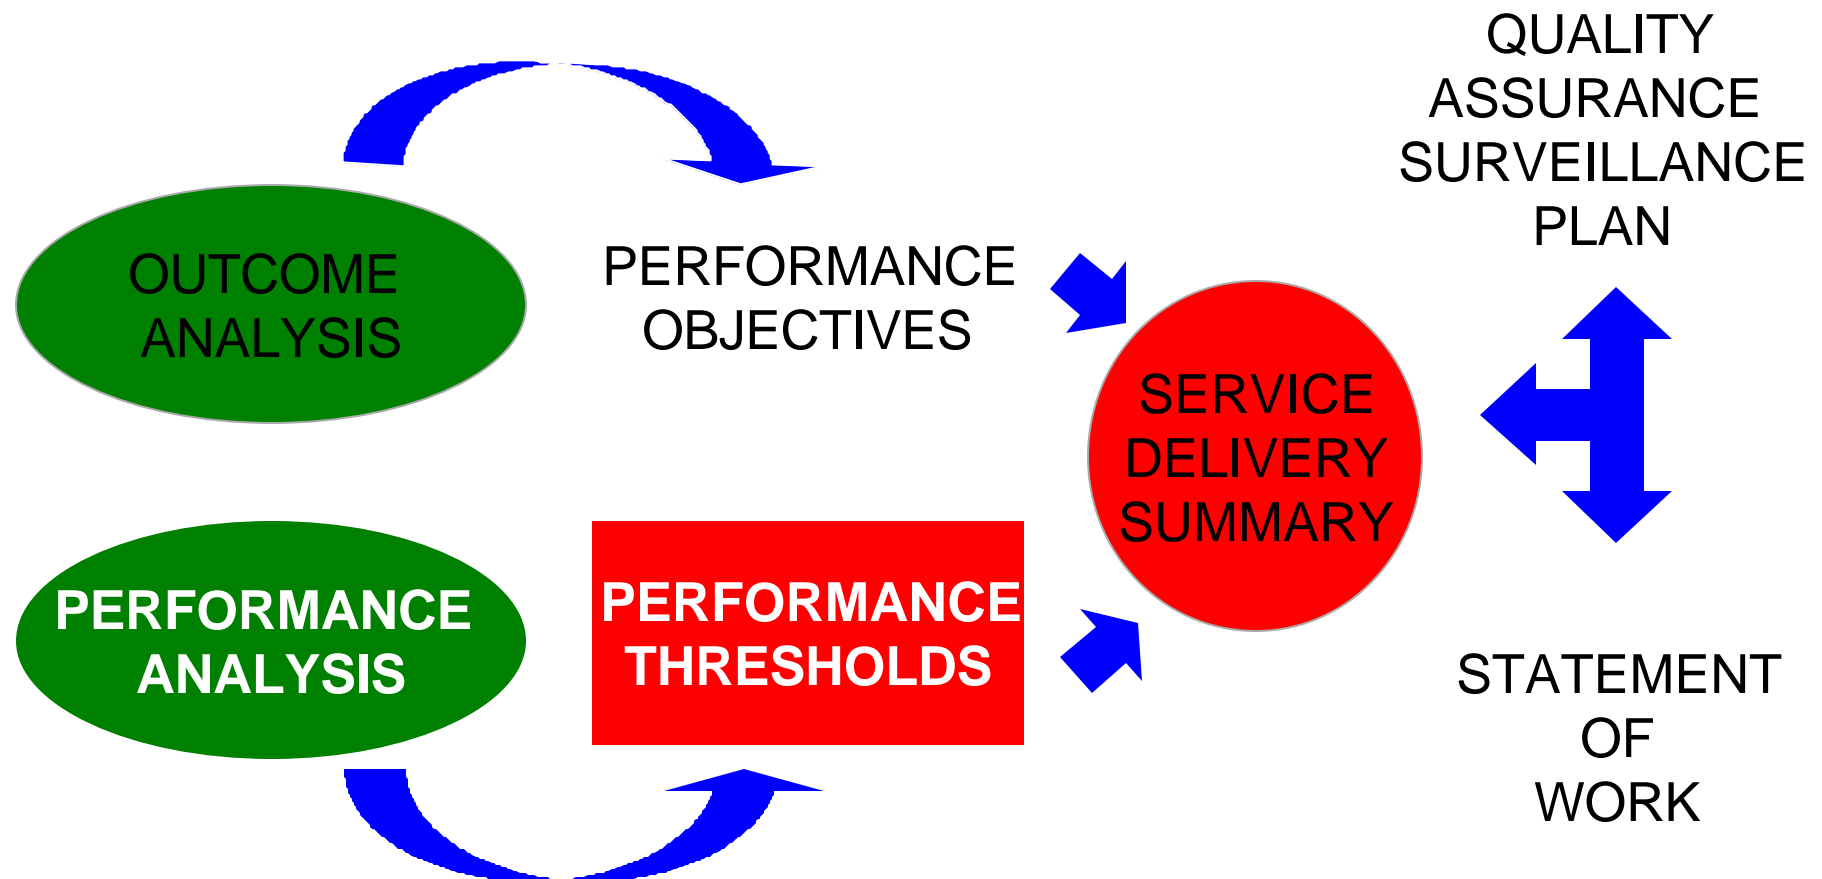 OUTCOME
ANALYSIS
PERFORMANCE
OBJECTIVES
PERFORMANCE
ANALYSIS
PERFORMANCE
THRESHOLDS
SERVICE
DELIVERY
SUMMARY
QUALITY
ASSURANCE
SURVEILLANCE
PLAN
STATEMENT
OF
WORK